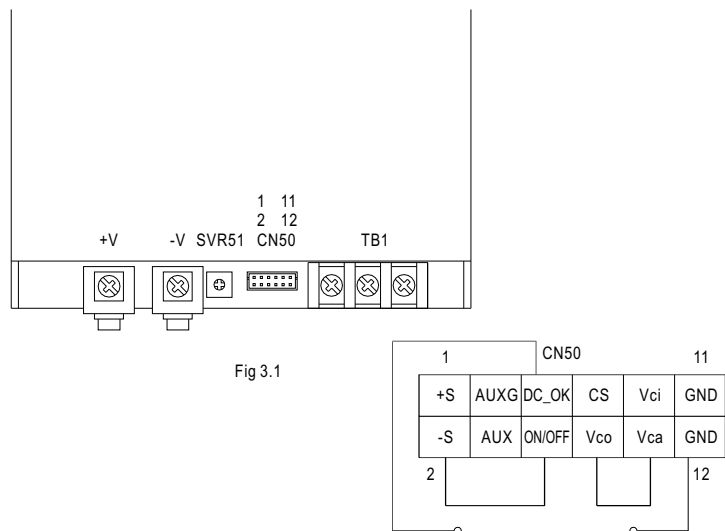 1 11
2 12
+V -V SVR51 CN50 TB1
Fig 3.1
1 CN50 11
+S AUXG DC_OK CS Vci GND
-S AUX ON/OFF Vco Vca GND
2 12